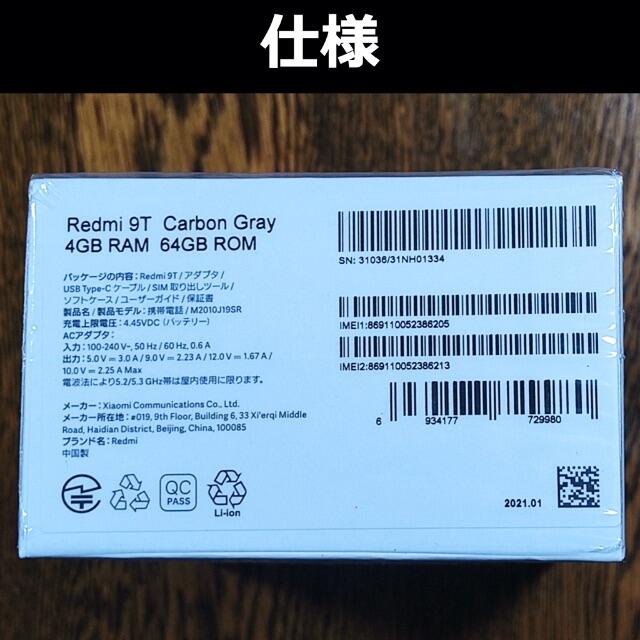 仕様
Redmi 9T Carbon Gray
4GB RAM 64GB ROM
パッケージの内容: Redmi 9T / アダプタ /
USB Type-C ケーブル / SIM 取り出しツール /
ソフトケース / ユーザーガイド / 保証書
製品名 / 製品モデル: 携帯電話 / M2010J19SR
充電上限電圧: 4.45VDC (バッテリー)
ACアダプタ:
入力 : 100-240 V~, 50 Hz / 60 Hz, 0.6 A
出力 : 5.0 V⎓3.0 A / 9.0 V⎓2.23 A / 12.0 V⎓1.67 A /
10.0 V⎓2.25 A Max
電波法により5.2/5.3 GHz帯は屋内使用に限ります。
メーカー : Xiaomi Communications Co., Ltd.
メーカー所在地 : #019, 9th Floor, Building 6, 33 Xi'erqi Middle
Road, Haidian District, Beijing, China, 100085
ブランド名 : Redmi
中国製
QC
PASS
Li-ion
SN: 31036/31NH01334
IMEI1:869110052386205
IMEI2:869110052386213
6 934177 729980
2021.01